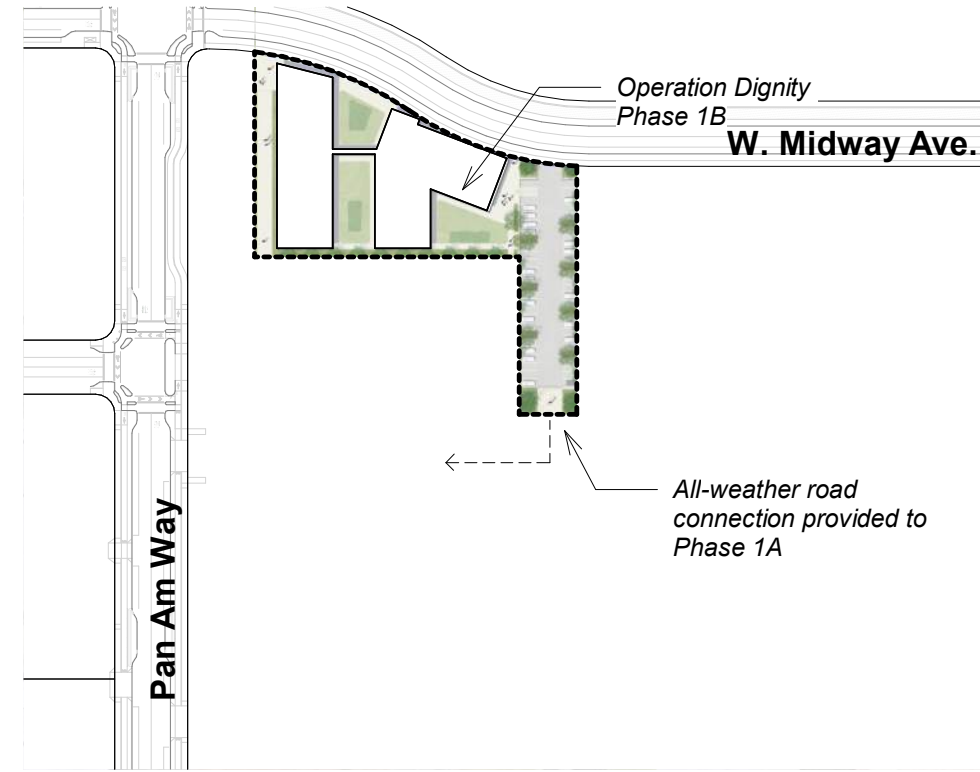 Operation Dignity
Phase 1B
W. Midway Ave.
All-weather road
connection provided to
Phase 1A
Pan Am Way